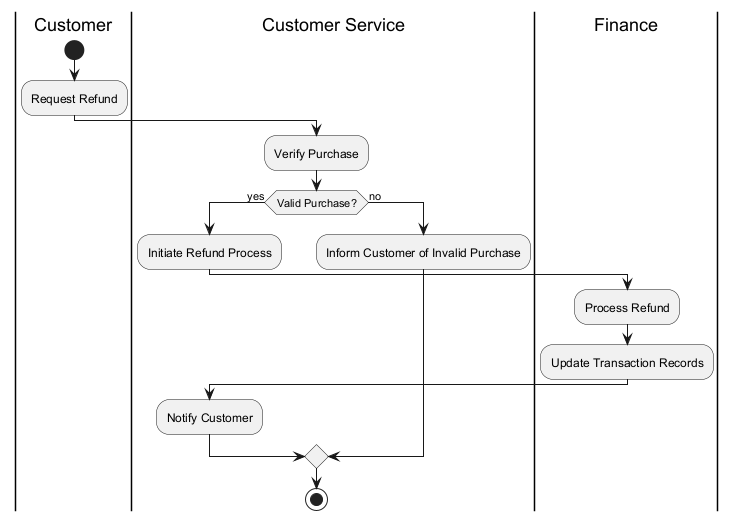 Customer
Customer Service
Finance
Request Refund
Verify Purchase
yes
Valid Purchase?
no
Initiate Refund Process
Inform Customer of Invalid Purchase
Process Refund
Update Transaction Records
Notify Customer